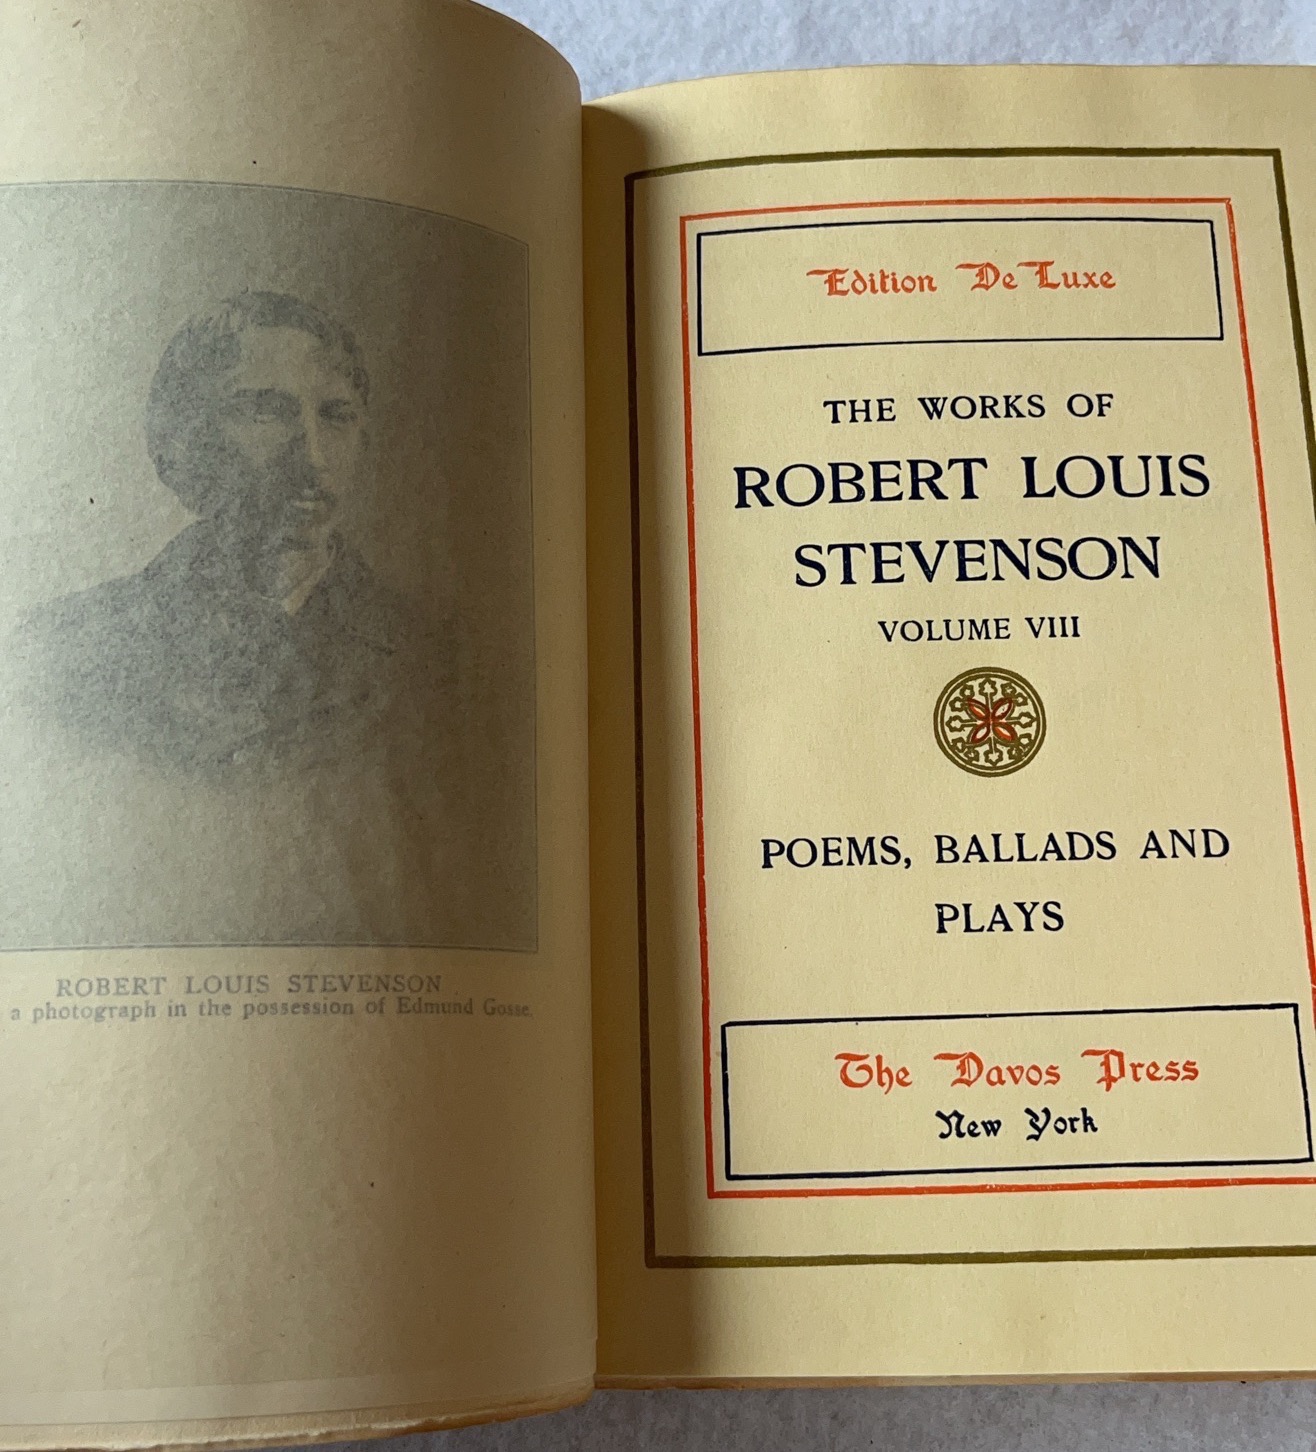 ROBERT LOUIS STEVENSON
a photograph in the possession of Edmund Gosse.
Edition De Luxe
THE WORKS OF
ROBERT LOUIS
STEVENSON
VOLUME VIII
POEMS, BALLADS AND
PLAYS
The Davos Press
New York